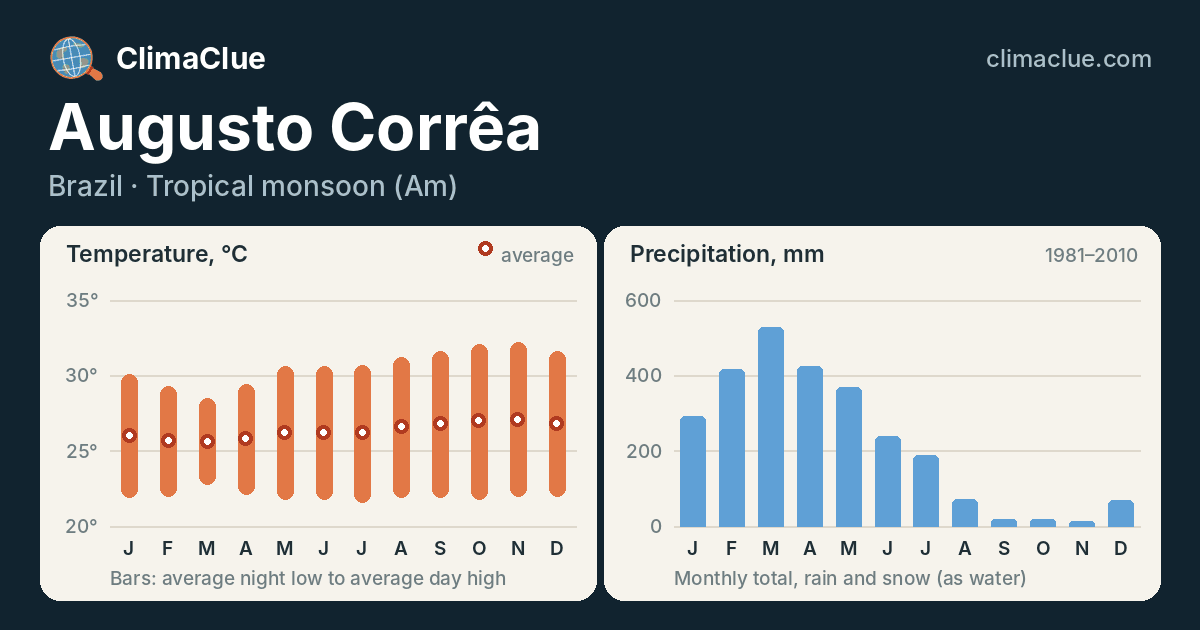 ClimaClue
climaclue.com
Augusto Corrêa
Brazil · Tropical monsoon (Am)
Temperature, °C
average
35°
30°
25°
20°
J F M A M J J A S O N D
Bars: average night low to average day high
Precipitation, mm
1981–2010
600
400
200
0
J F M A M J J A S O N D
Monthly total, rain and snow (as water)